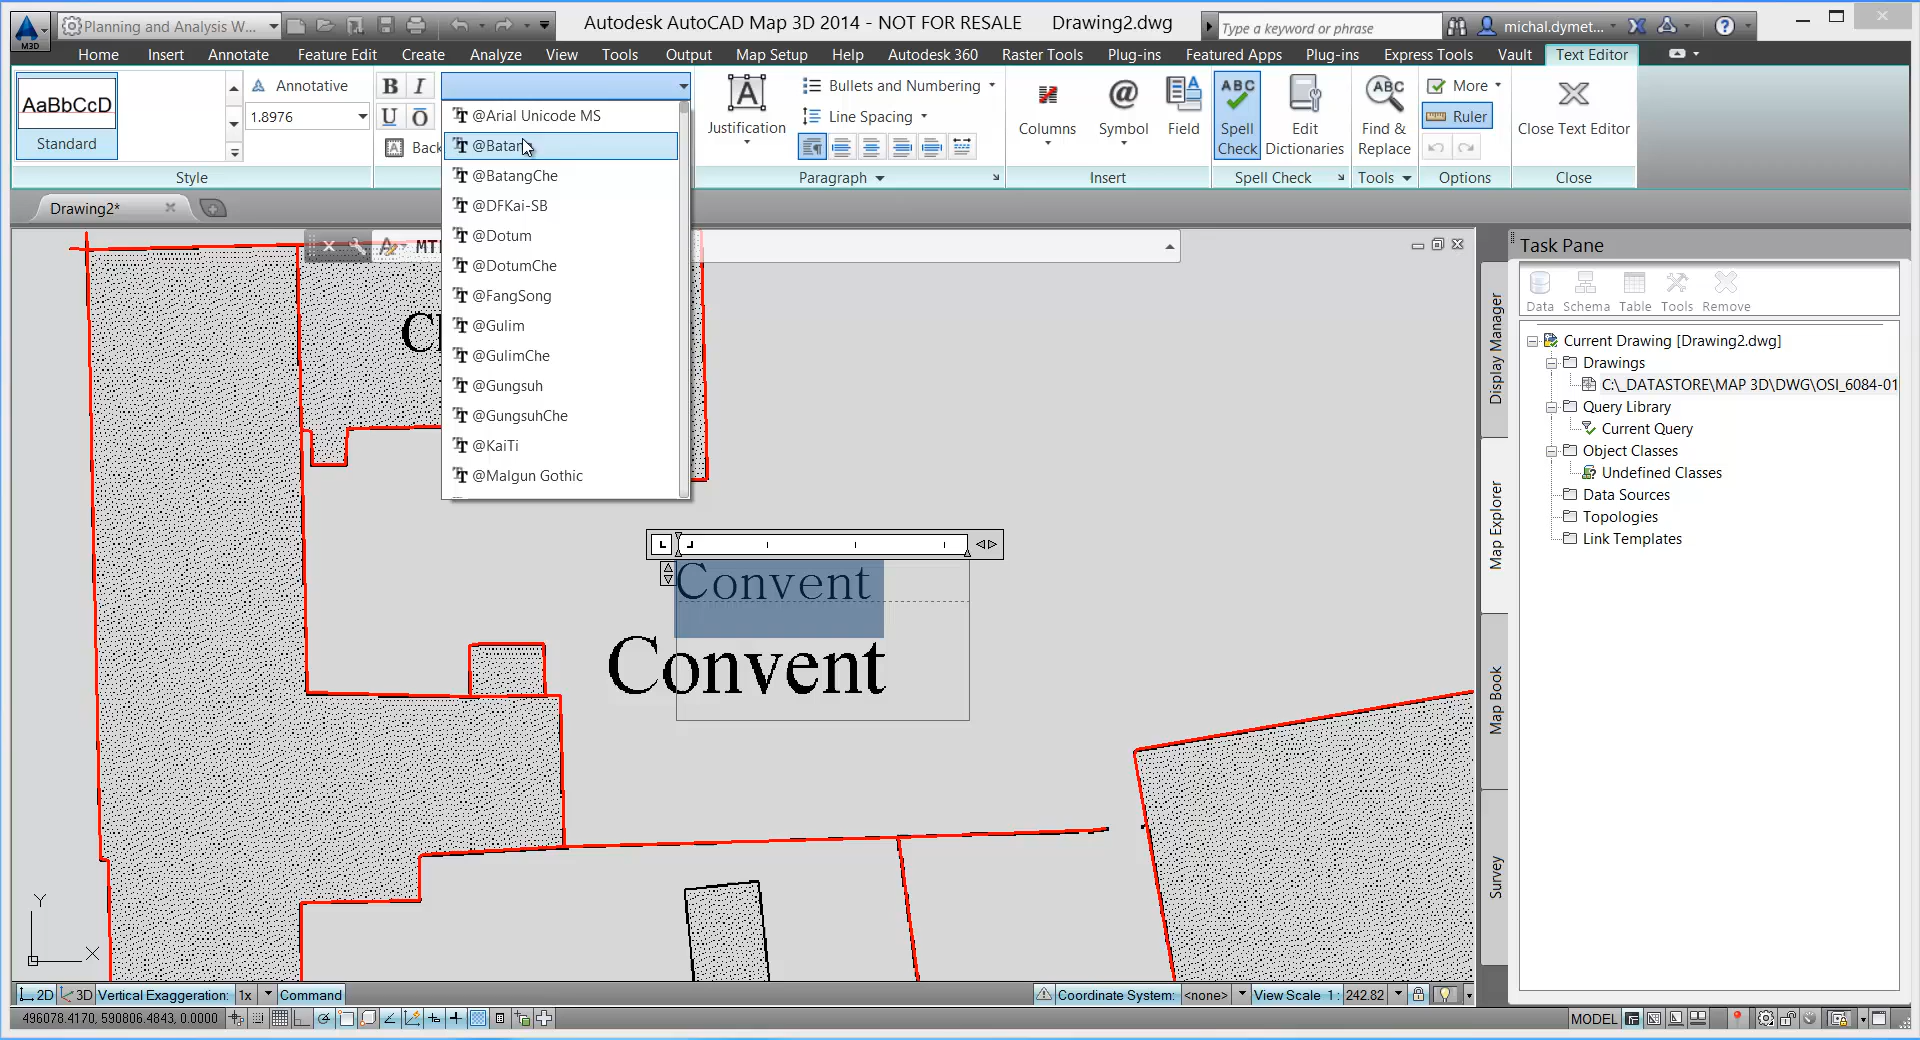 M3D
Planning and Analysis W...
Autodesk AutoCAD Map 3D 2014 - NOT FOR RESALE Drawing2.dwg
Type a keyword or phrase
michal.dymet...
Home Insert Annotate Feature Edit Create Analyze View Tools Output Map Setup Help Autodesk 360 Raster Tools Plug-ins Featured Apps Plug-ins Express Tools Vault Text Editor
AaBbCcD
Standard
Annotative
1.8976
Style
B I
U O
A Back
Justification
Bullets and Numbering
Line Spacing
Paragraph
Columns
Symbol
Field
Insert
ABC
Spell Check
Edit Dictionaries
Spell Check
ABC
Find & Replace
Tools
More
Ruler
Options
Close Text Editor
Close
@Arial Unicode MS
@Batan
@BatangChe
@DFKai-SB
@Dotum
@DotumChe
@FangSong
@Gulim
@GulimChe
@Gungsuh
@GungsuhChe
@KaiTi
@Malgun Gothic
Drawing2*
Convent
Convent
Y
X
Task Pane
Data Schema Table Tools Remove
Display Manager
Map Explorer
Map Book
Survey
Current Drawing [Drawing2.dwg]
Drawings
C:\_DATASTORE\MAP 3D\DWG\OSI_6084-01
Query Library
Current Query
Object Classes
Undefined Classes
Data Sources
Topologies
Link Templates
2D 3D Vertical Exaggeration: 1x Command
Coordinate System: <none> View Scale 1: 242.82
496078.4170, 590806.4843, 0.0000
MODEL